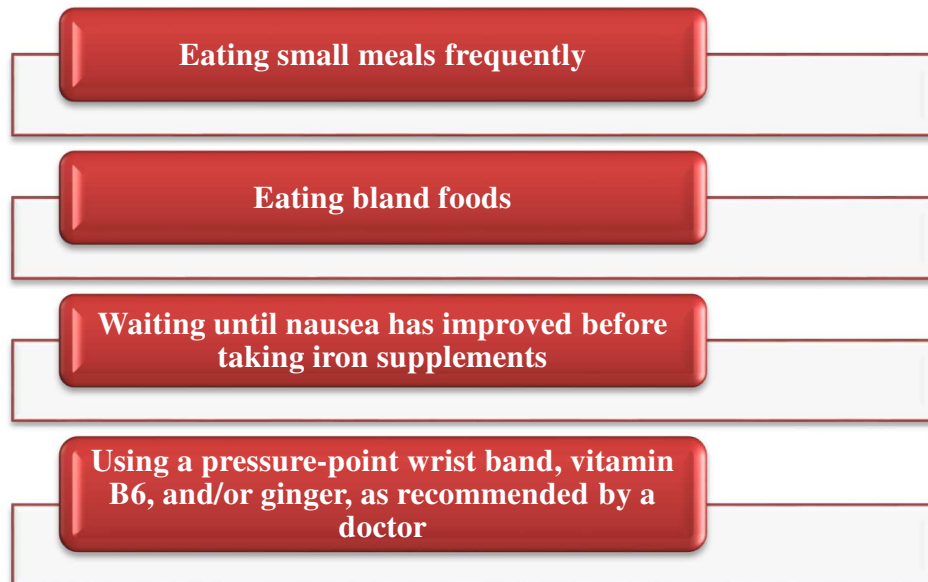 Eating small meals frequently
Eating bland foods
Waiting until nausea has improved before
taking iron supplements
Using a pressure-point wrist band, vitamin
B6, and/or ginger, as recommended by a
doctor